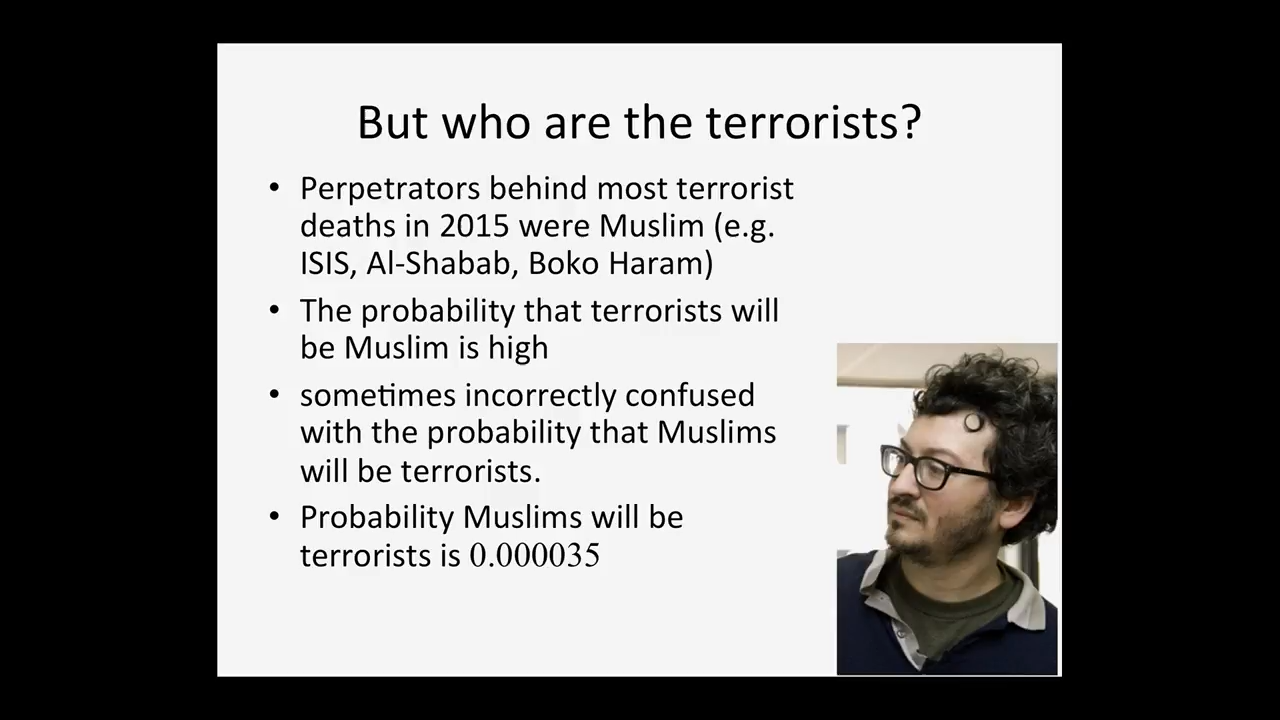 But who are the terrorists?
• Perpetrators behind most terrorist
deaths in 2015 were Muslim (e.g.
ISIS, Al-Shabab, Boko Haram)
• The probability that terrorists will
be Muslim is high
• sometimes incorrectly confused
with the probability that Muslims
will be terrorists.
• Probability Muslims will be
terrorists is 0.000035